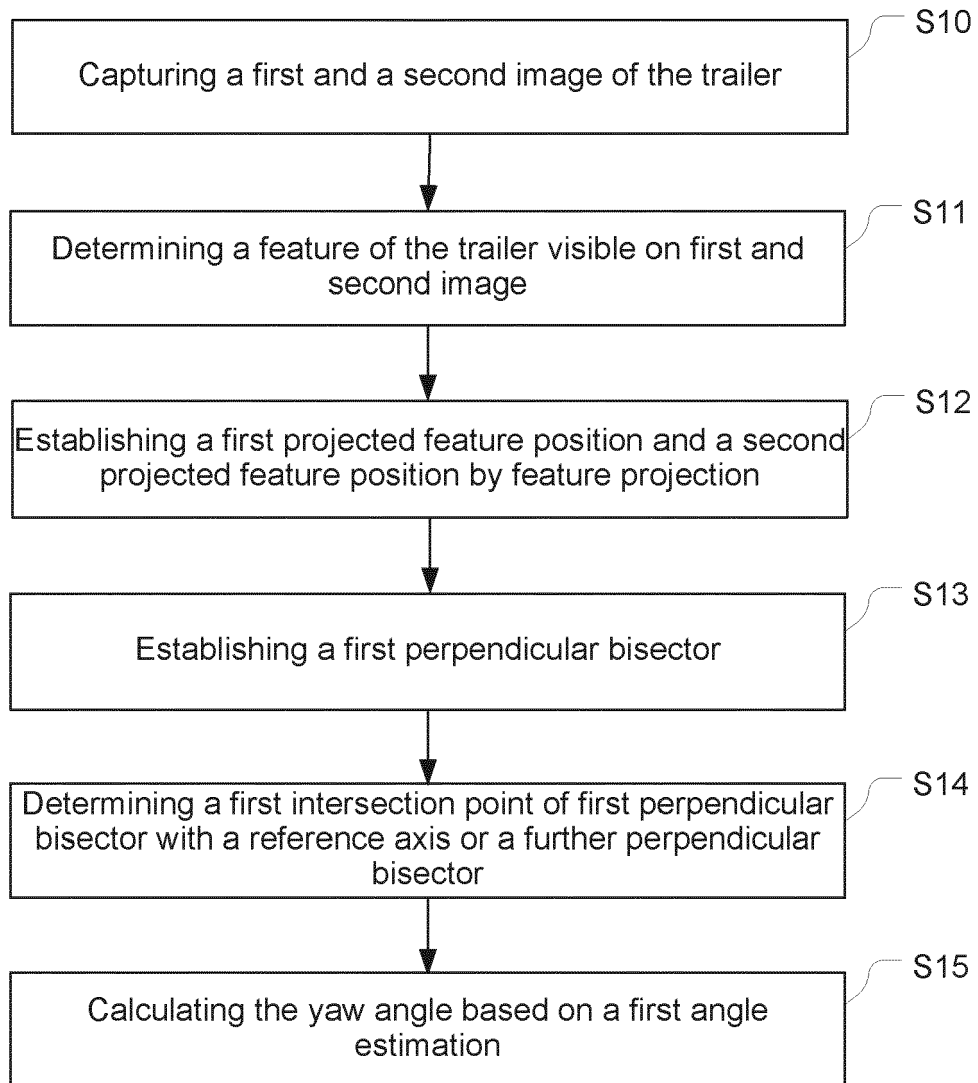 S10
Capturing a first and a second image of the trailer
S11
Determining a feature of the trailer visible on first and
second image
S12
Establishing a first projected feature position and a second
projected feature position by feature projection
S13
Establishing a first perpendicular bisector
S14
Determining a first intersection point of first perpendicular
bisector with a reference axis or a further perpendicular
bisector
S15
Calculating the yaw angle based on a first angle
estimation